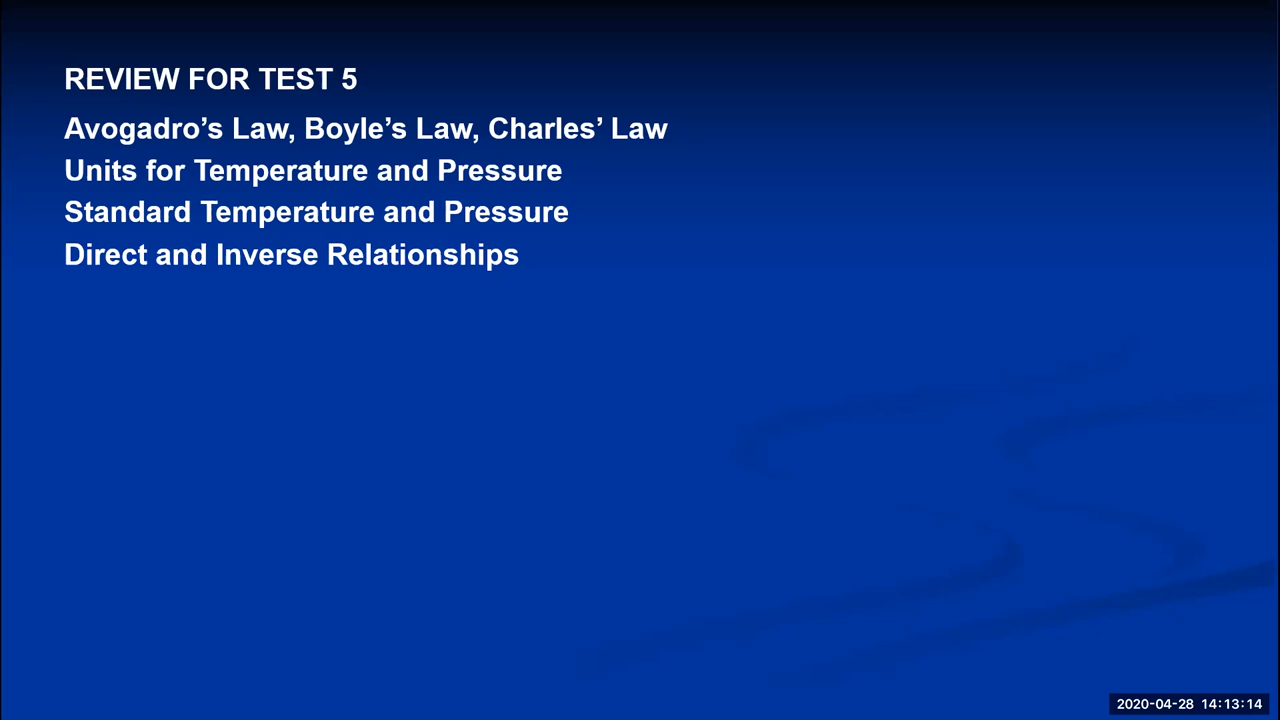 REVIEW FOR TEST 5
Avogadro’s Law, Boyle’s Law, Charles’ Law
Units for Temperature and Pressure
Standard Temperature and Pressure
Direct and Inverse Relationships
2020-04-28 14:13:14